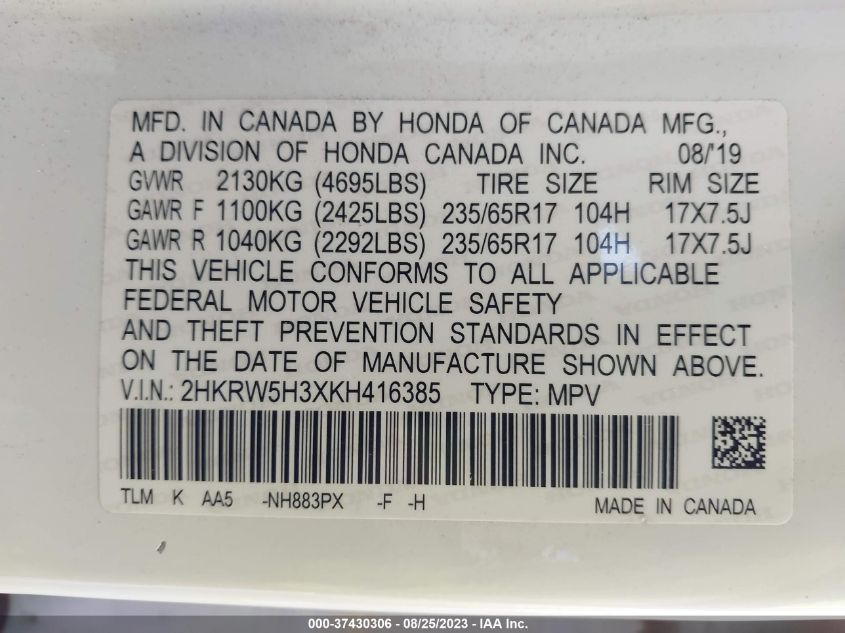 MFD. IN CANADA BY HONDA OF CANADA MFG.,
A DIVISION OF HONDA CANADA INC. 08/'19
GVWR 2130KG (4695LBS) TIRE SIZE RIM SIZE
GAWR F 1100KG (2425LBS) 235/65R17 104H 17X7.5J
GAWR R 1040KG (2292LBS) 235/65R17 104H 17X7.5J
THIS VEHICLE CONFORMS TO ALL APPLICABLE
FEDERAL MOTOR VEHICLE SAFETY
AND THEFT PREVENTION STANDARDS IN EFFECT
ON THE DATE OF MANUFACTURE SHOWN ABOVE.
V.I.N.: 2HKRW5H3XKH416385 TYPE: MPV
TLM K AA5 -NH883PX -F -H MADE IN CANADA
000-37430306 - 08/25/2023 - IAA Inc.